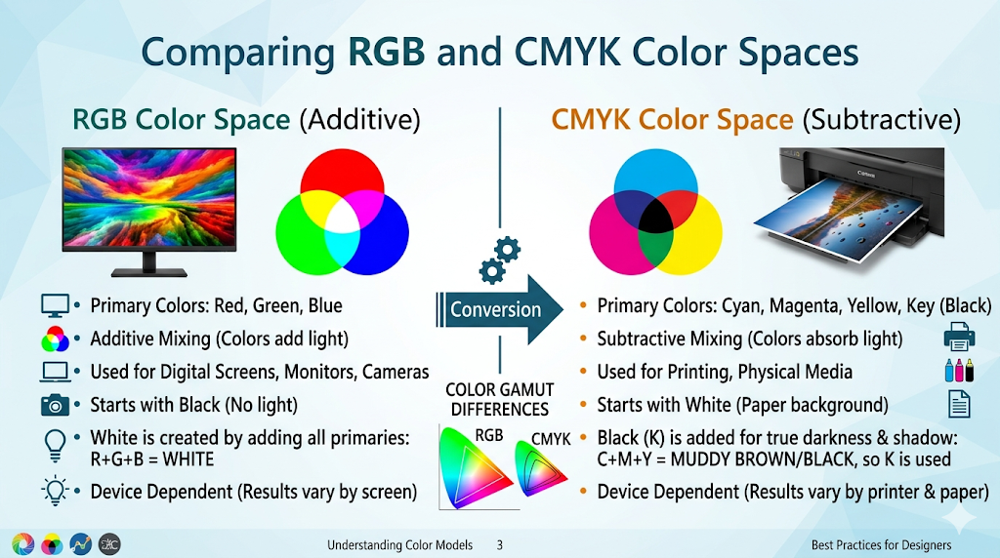 Comparing RGB and CMYK Color Spaces
RGB Color Space (Additive)
Primary Colors: Red, Green, Blue
Additive Mixing (Colors add light)
Used for Digital Screens, Monitors, Cameras
Starts with Black (No light)
White is created by adding all primaries:
R+G+B = WHITE
Device Dependent (Results vary by screen)
Conversion
COLOR GAMUT
DIFFERENCES
RGB
CMYK
CMYK Color Space (Subtractive)
Canon
Primary Colors: Cyan, Magenta, Yellow, Key (Black)
Subtractive Mixing (Colors absorb light)
Used for Printing, Physical Media
Starts with White (Paper background)
Black (K) is added for true darkness & shadow:
C+M+Y = MUDDY BROWN/BLACK, so K is used
Device Dependent (Results vary by printer & paper)
Understanding Color Models 3
Best Practices for Designers